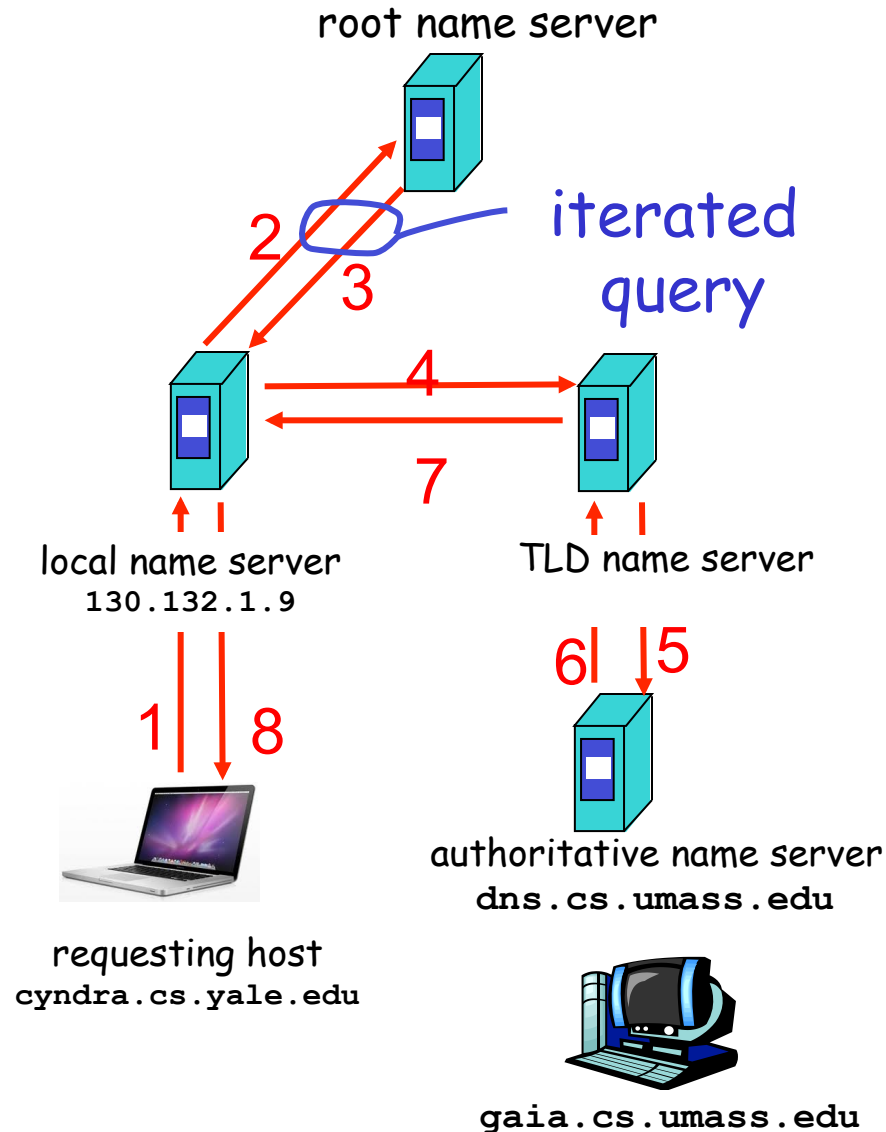 root name server
iterated
query
2
3
4
7
local name server
130.132.1.9
TLD name server
1
8
6
5
authoritative name server
dns.cs.umass.edu
requesting host
cyndra.cs.yale.edu
gaia.cs.umass.edu